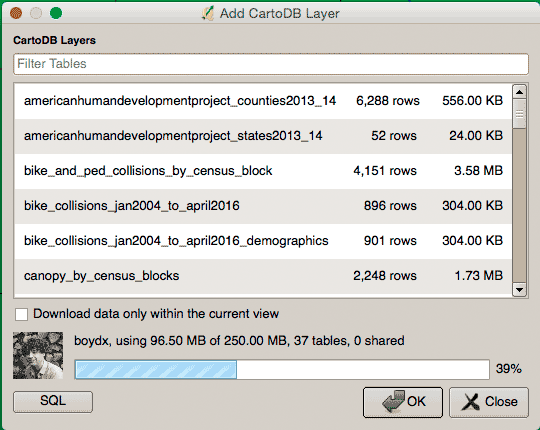 Add CartoDB Layer
CartoDB Layers
Filter Tables
americanhumandevelopmentproject_counties2013_14 6,288 rows 556.00 KB
americanhumandevelopmentproject_states2013_14 52 rows 24.00 KB
bike_and_ped_collisions_by_census_block 4,151 rows 3.58 MB
bike_collisions_jan2004_to_april2016 896 rows 304.00 KB
bike_collisions_jan2004_to_april2016_demographics 901 rows 304.00 KB
canopy_by_census_blocks 2,248 rows 1.73 MB
Download data only within the current view
boydx, using 96.50 MB of 250.00 MB, 37 tables, 0 shared
39%
SQL OK Close